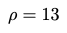 ρ = 13